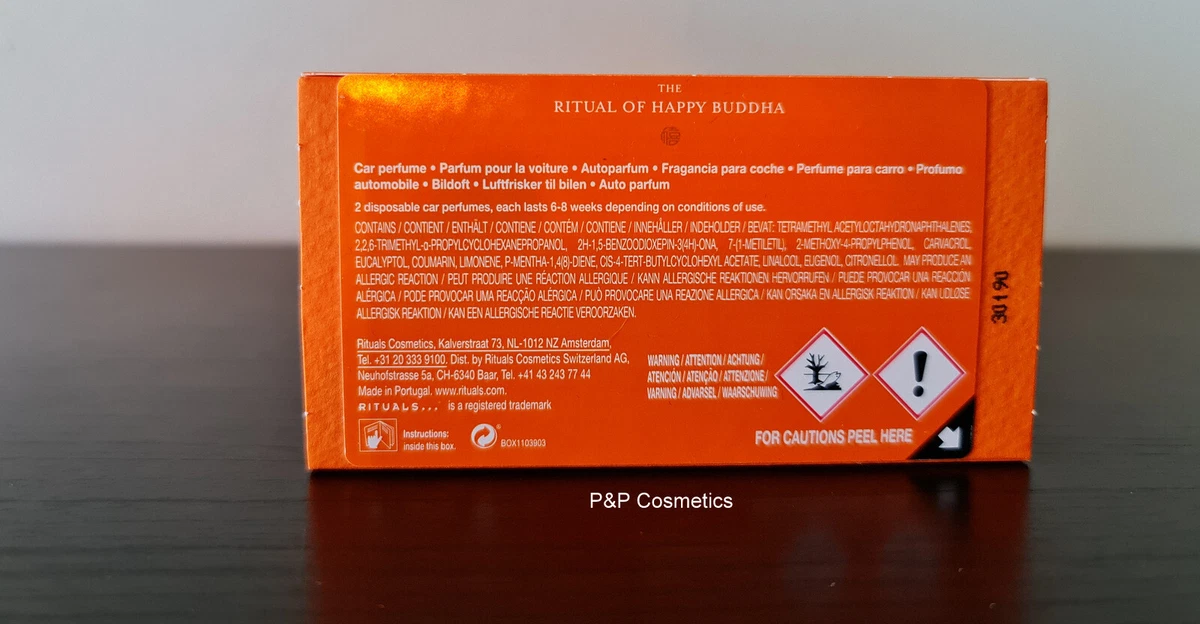 THE
RITUAL OF HAPPY BUDDHA
Car perfume • Parfum pour la voiture • Autoparfum • Fragancia para coche • Perfume para carro • Profumo
automobile • Bildoft • Luftfrisker til bilen • Auto parfum
2 disposable car perfumes, each lasts 6-8 weeks depending on conditions of use.
CONTAINS / CONTIENT / ENTHÄLT / CONTIENE / CONTÉM / CONTIENE / INNEHÅLLER / INDEHOLDER / BEVAT: TETRAMETHYL ACETYLOCTAHYDRONAPHTHALENES,
2,2,6-TRIMETHYL-α-PROPYLCYCLOHEXANEPROPANOL, 2H-1,5-BENZOODIOXEPIN-3(4H)-ONA, 7-(1-METILETIL), 2-METHOXY-4-PROPYLPHENOL, CARVACROL,
EUCALYPTOL, COUMARIN, LIMONENE, P-MENTHA-1,4(8)-DIENE, CIS-4-TERT-BUTYLCYCLOHEXYL ACETATE, LINALOOL, EUGENOL, CITRONELLOL. MAY PRODUCE AN
ALLERGIC REACTION / PEUT PRODUIRE UNE RÉACTION ALLERGIQUE / KANN ALLERGISCHE REAKTIONEN HERVORRUFEN / PUEDE PROVOCAR UNA REACCIÓN
ALÉRGICA / PODE PROVOCAR UMA REACÇÃO ALÉRGICA / PUÒ PROVOCARE UNA REAZIONE ALLERGICA / KAN ORSAKA EN ALLERGISK REAKTION / KAN UDLØSE
ALLERGISK REAKTION / KAN EEN ALLERGISCHE REACTIE VEROORZAKEN.
Rituals Cosmetics, Kalverstraat 73, NL-1012 NZ Amsterdam,
Tel. +31 20 333 9100. Dist. by Rituals Cosmetics Switzerland AG,
Neuhofstrasse 5a, CH-6340 Baar, Tel. +41 43 243 77 44
Made in Portugal. www.rituals.com.
RITUALS... is a registered trademark
WARNING / ATTENTION / ACHTUNG /
ATENCIÓN / ATENÇÃO / ATTENZIONE /
VARNING / ADVARSEL / WAARSCHUWING
Instructions:
inside this box.
BOX1103903
FOR CAUTIONS PEEL HERE
30190
P&P Cosmetics